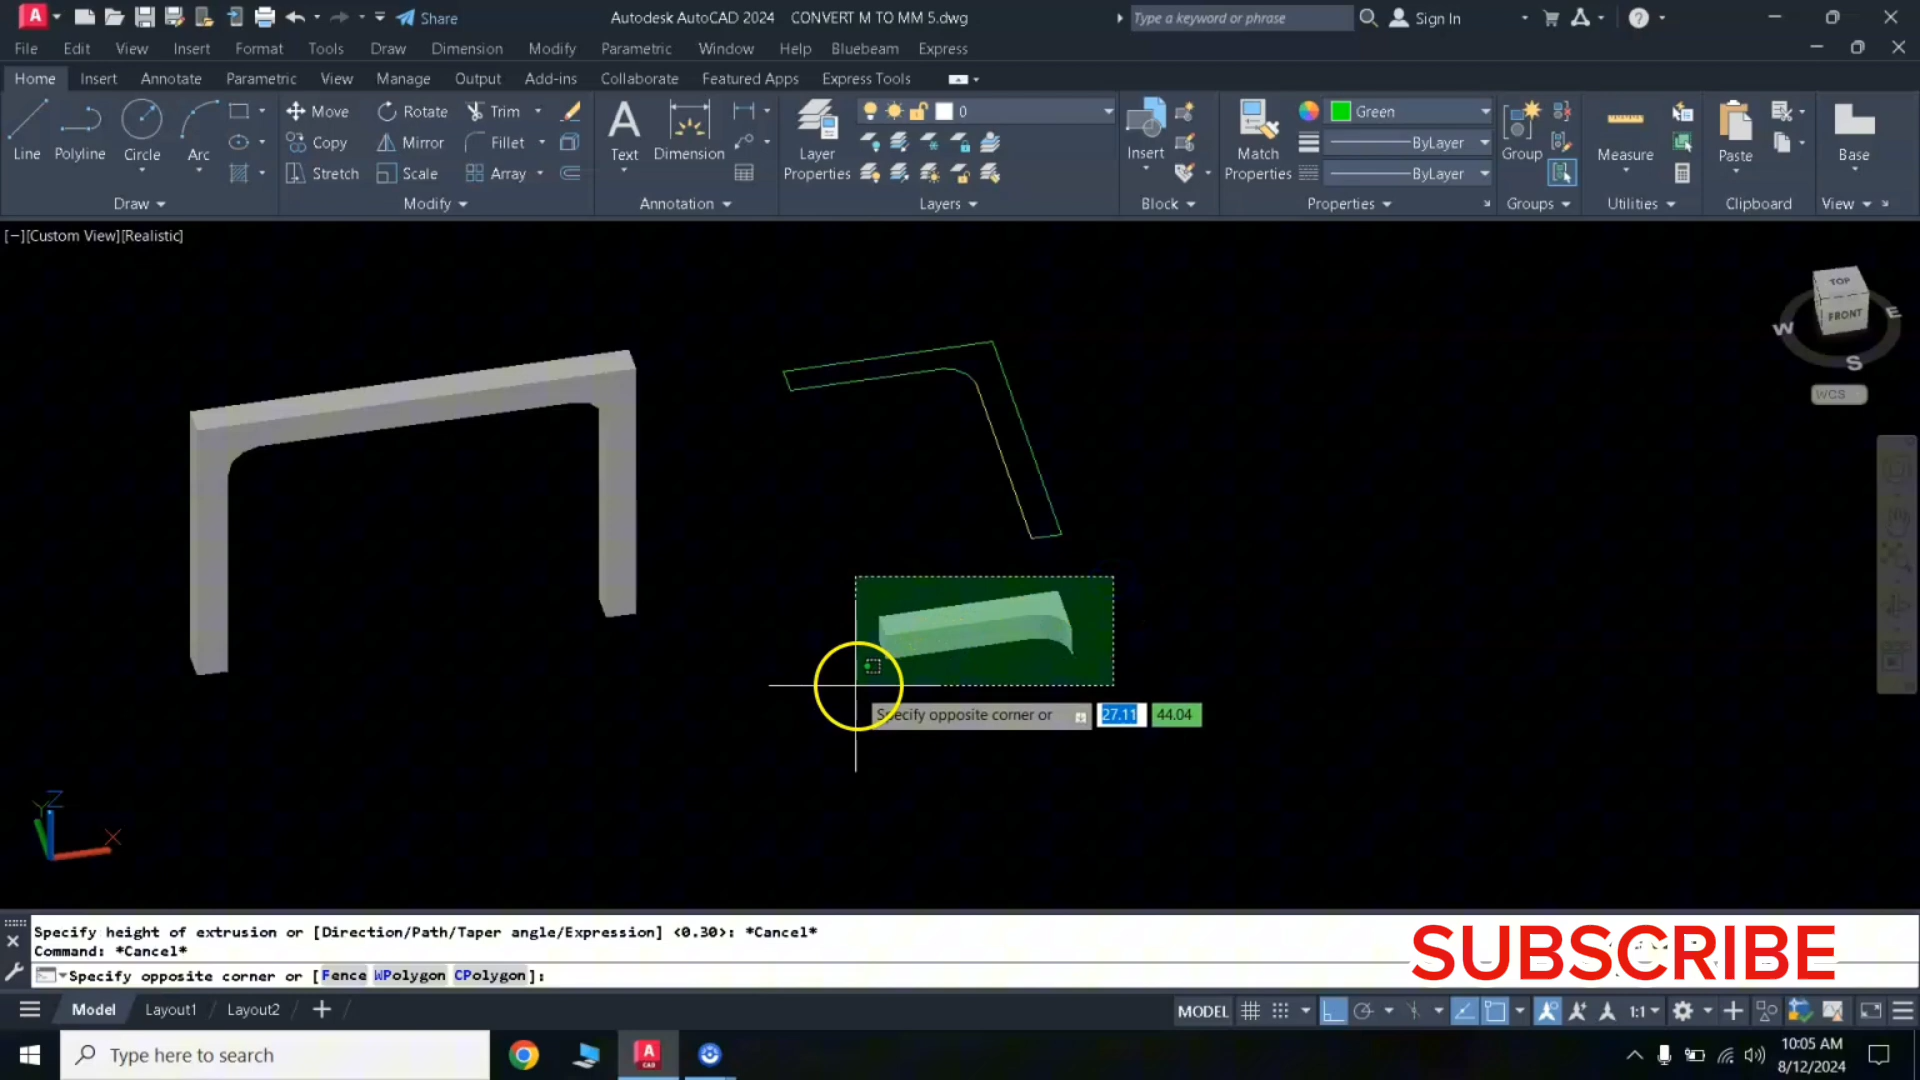 Share
Autodesk AutoCAD 2024 CONVERT M TO MM 5.dwg
Type a keyword or phrase
Sign In
File Edit View Insert Format Tools Draw Dimension Modify Parametric Window Help Bluebeam Express
Home Insert Annotate Parametric View Manage Output Add-ins Collaborate Featured Apps Express Tools
Line Polyline Circle Arc
Move Rotate Trim
Copy Mirror Fillet
Stretch Scale Array
Text Dimension
Layer Properties
0
Insert
Match Properties
Green
ByLayer
ByLayer
Group
Measure
Paste
Base
Draw Modify Annotation Layers Block Properties Groups Utilities Clipboard View
[−][Custom View][Realistic]
TOP
FRONT
W E
S
WCS
Specify opposite corner or 27.11 44.04
Z
Y
X
Specify height of extrusion or [Direction/Path/Taper angle/Expression] <0.30>: *Cancel*
Command: *Cancel*
Specify opposite corner or [Fence WPolygon CPolygon]:
SUBSCRIBE
Model Layout1 Layout2
MODEL 1:1
Type here to search
A
CAD
10:05 AM
8/12/2024